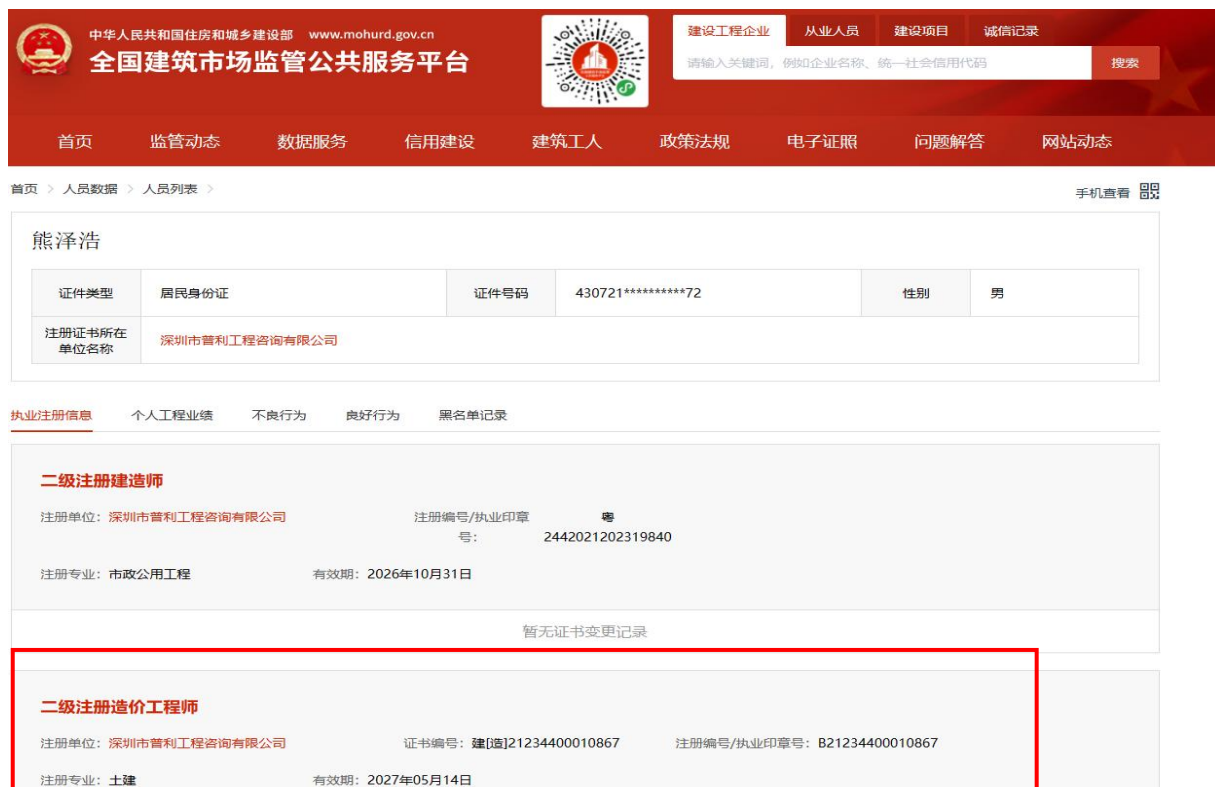 中华人民共和国住房和城乡建设部 www.mohurd.gov.cn
全国建筑市场监管公共服务平台
建设工程企业 从业人员 建设项目 诚信记录
请输入关键词，例如企业名称、统一社会信用代码 搜索
首页 监管动态 数据服务 信用建设 建筑工人 政策法规 电子证照 问题解答 网站动态
首页 > 人员数据 > 人员列表 >
手机查看
熊泽浩
证件类型 居民身份证 证件号码 430721**********72 性别 男
注册证书所在
单位名称
深圳市普利工程咨询有限公司
执业注册信息 个人工程业绩 不良行为 良好行为 黑名单记录
二级注册建造师
注册单位：深圳市普利工程咨询有限公司 注册编号/执业印章 粤
号： 2442021202319840
注册专业：市政公用工程 有效期：2026年10月31日
暂无证书变更记录
二级注册造价工程师
注册单位：深圳市普利工程咨询有限公司 证书编号：建[造]21234400010867 注册编号/执业印章号：B21234400010867
注册专业：土建 有效期：2027年05月14日